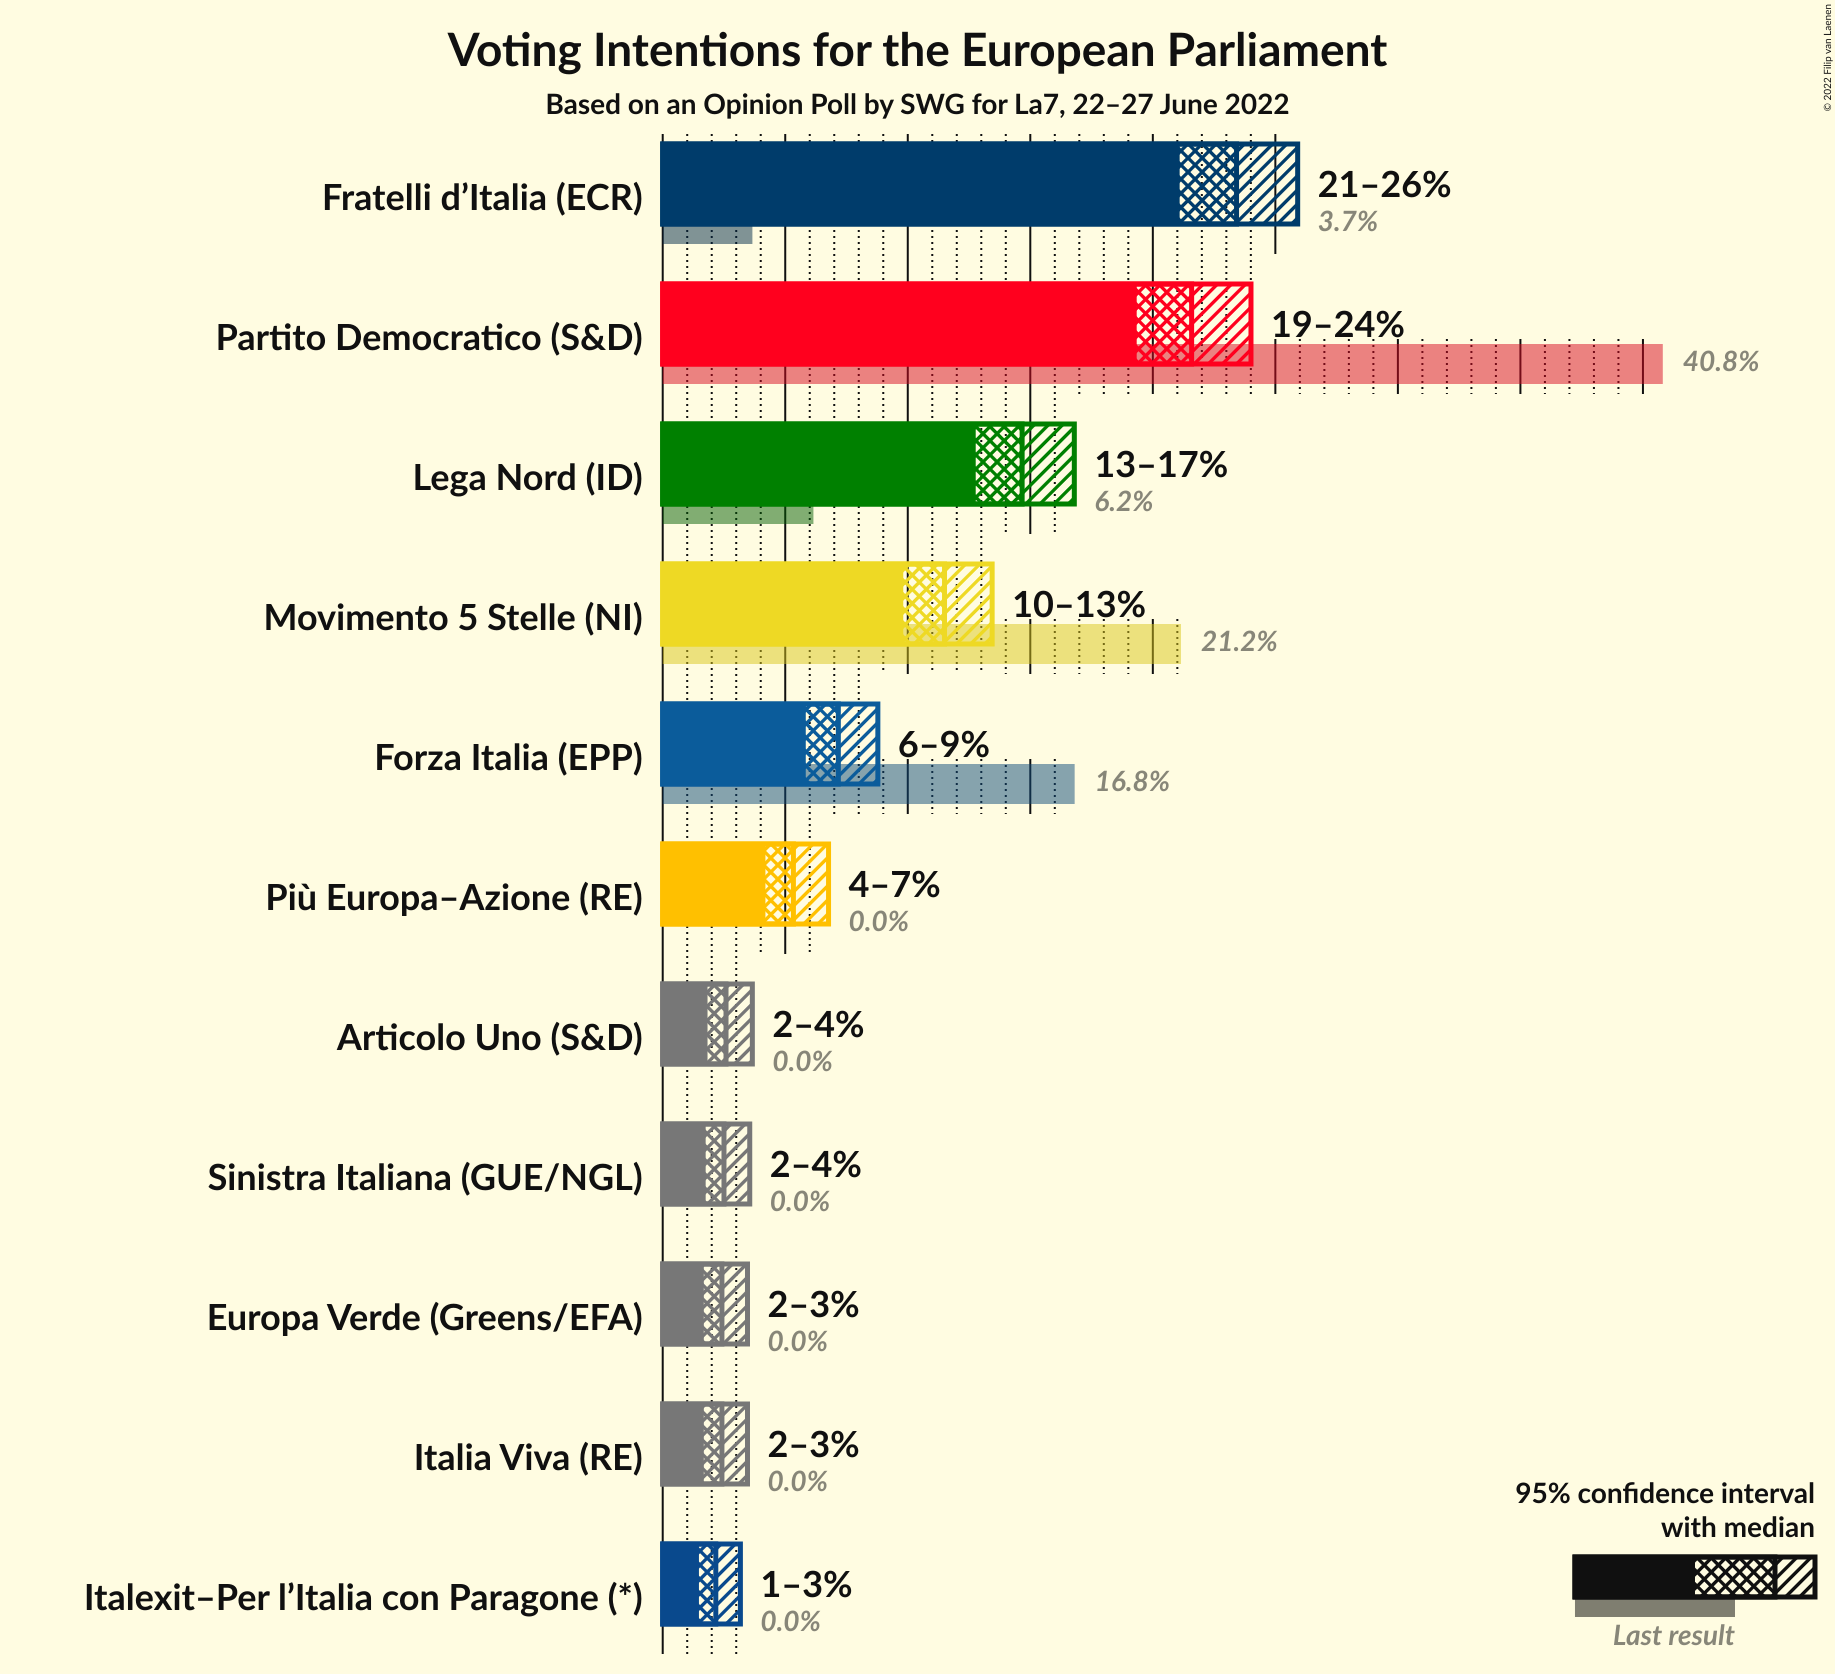 Voting Intentions for the European Parliament
Based on an Opinion Poll by SWG for La7, 22–27 June 2022
© 2022 Filip van Laenen
Fratelli d’Italia (ECR)
21–26%
3.7%
Partito Democratico (S&D)
19–24%
40.8%
Lega Nord (ID)
13–17%
6.2%
Movimento 5 Stelle (NI)
10–13%
21.2%
Forza Italia (EPP)
6–9%
16.8%
Più Europa–Azione (RE)
4–7%
0.0%
Articolo Uno (S&D)
2–4%
0.0%
Sinistra Italiana (GUE/NGL)
2–4%
0.0%
Europa Verde (Greens/EFA)
2–3%
0.0%
Italia Viva (RE)
2–3%
0.0%
Italexit–Per l’Italia con Paragone (*)
1–3%
0.0%
95% confidence interval
with median
Last result